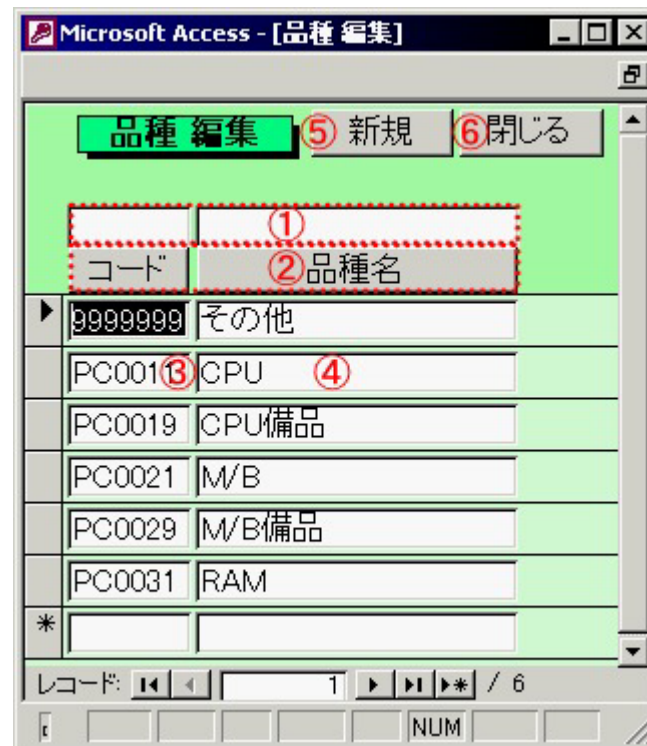 Microsoft Access - [品種 編集]
品種 編集 ⑤ 新規 ⑥ 閉じる
①
コード ② 品種名
9999999 その他
PC0011 ③ CPU ④
PC0019 CPU備品
PC0021 M/B
PC0029 M/B備品
PC0031 RAM
*
レコード: 1 / 6
NUM